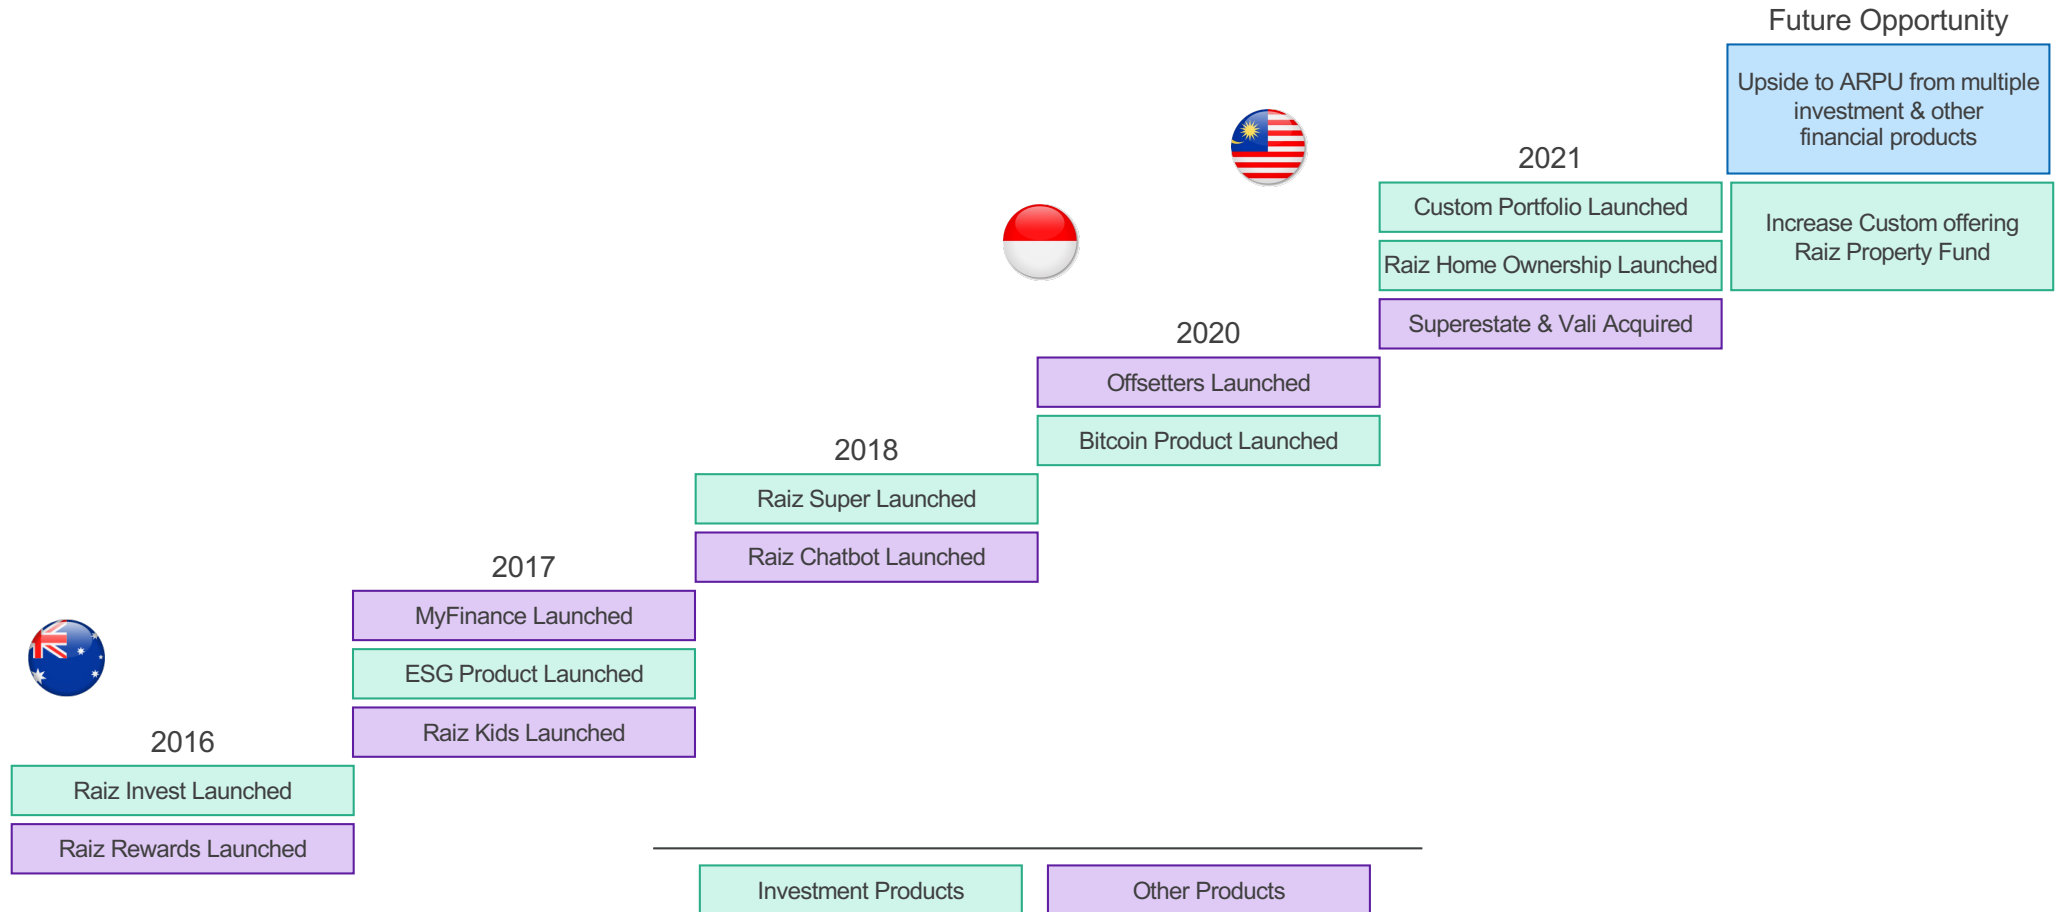 Future Opportunity
Upside to ARPU from multiple
investment & other
financial products
2021
Custom Portfolio Launched
Increase Custom offering
Raiz Property Fund
Raiz Home Ownership Launched
Superestate & Vali Acquired
2020
Offsetters Launched
Bitcoin Product Launched
2018
Raiz Super Launched
Raiz Chatbot Launched
2017
MyFinance Launched
ESG Product Launched
Raiz Kids Launched
2016
Raiz Invest Launched
Raiz Rewards Launched
Investment Products
Other Products